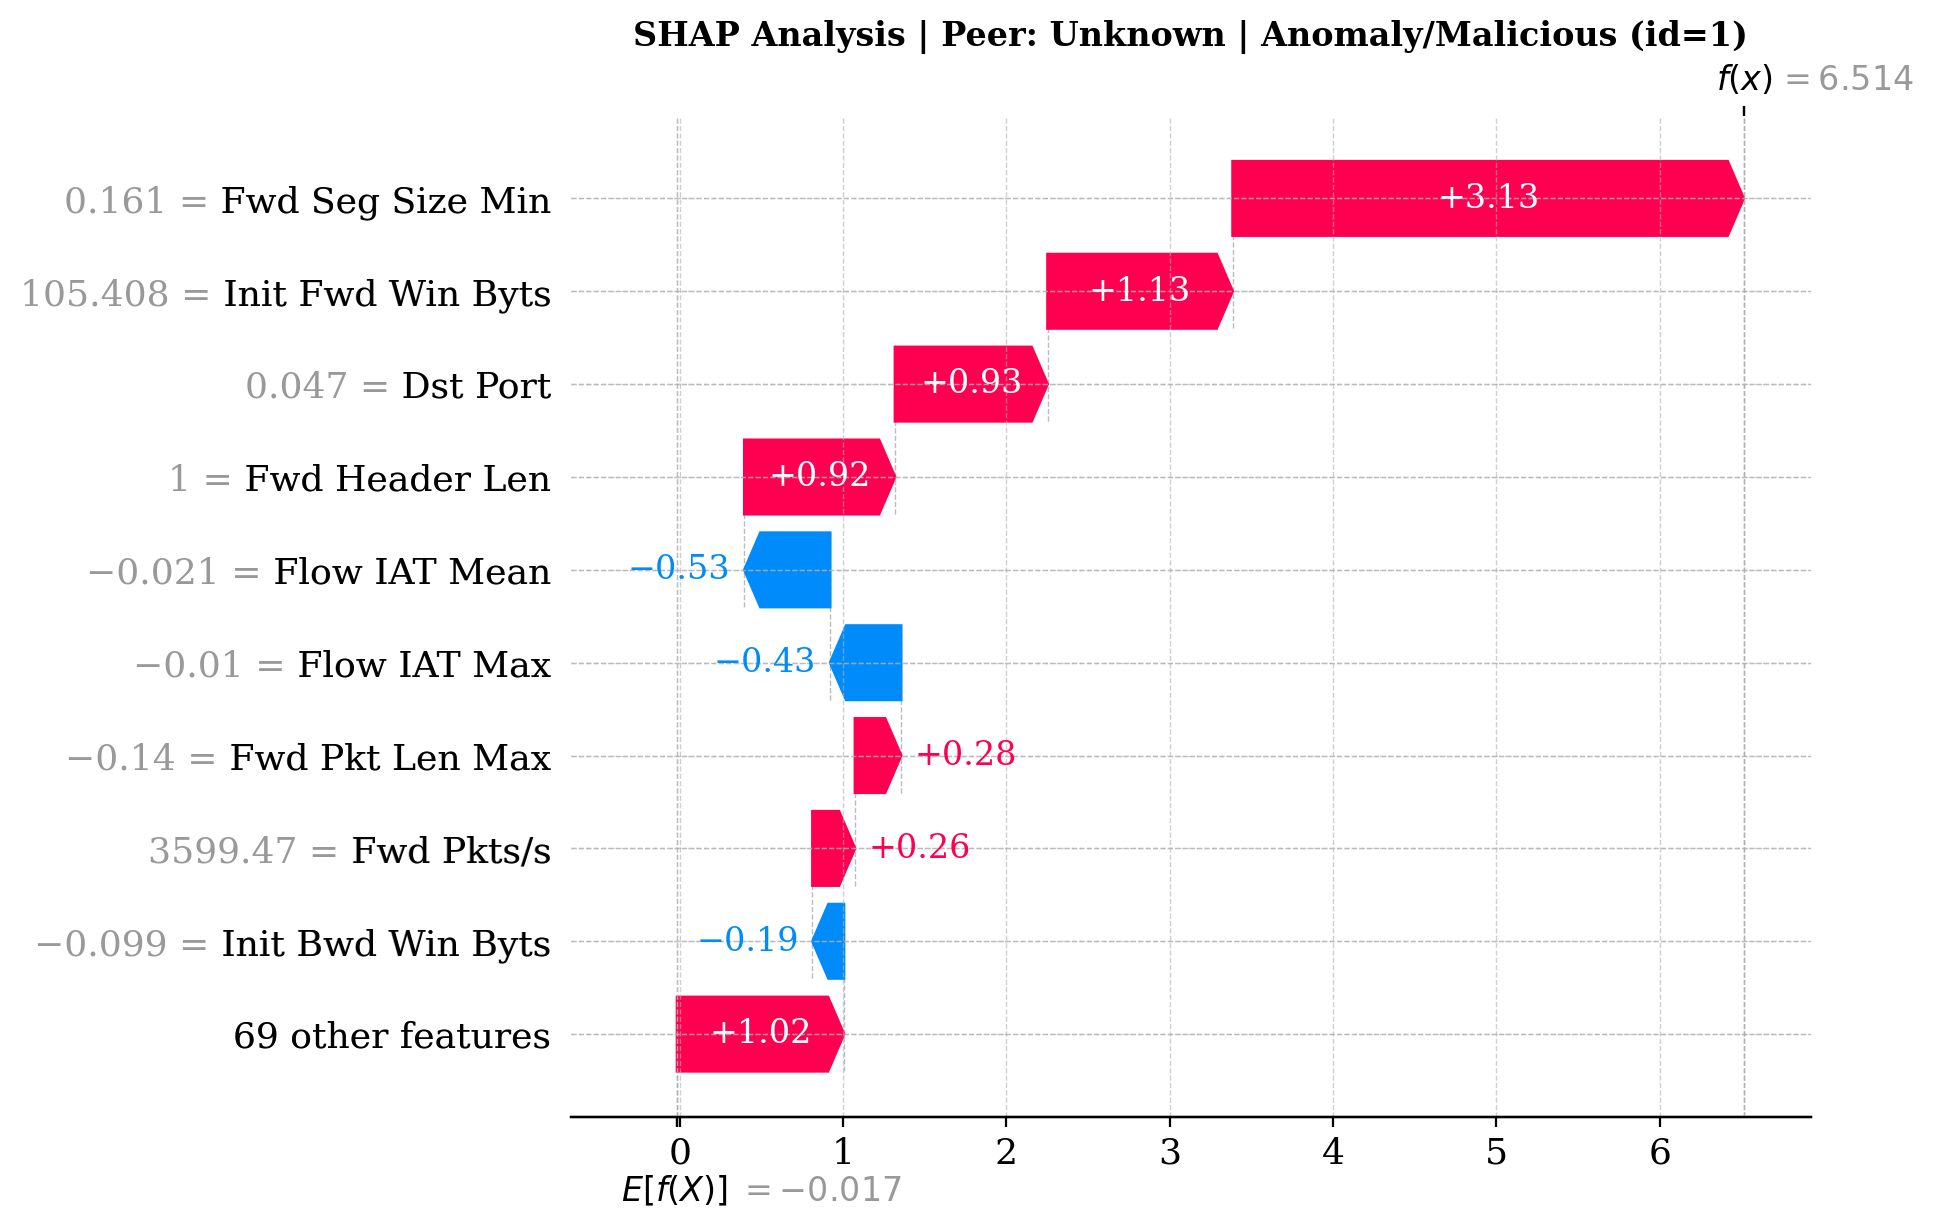 SHAP Analysis | Peer: Unknown | Anomaly/Malicious (id=1)
f(x) = 6.514
0.161 = Fwd Seg Size Min
+3.13
105.408 = Init Fwd Win Byts
+1.13
0.047 = Dst Port
+0.93
1 = Fwd Header Len
+0.92
−0.021 = Flow IAT Mean
−0.53
−0.01 = Flow IAT Max
−0.43
−0.14 = Fwd Pkt Len Max
+0.28
3599.47 = Fwd Pkts/s
+0.26
−0.099 = Init Bwd Win Byts
−0.19
69 other features
+1.02
0 1 2 3 4 5 6
E[f(X)] = −0.017